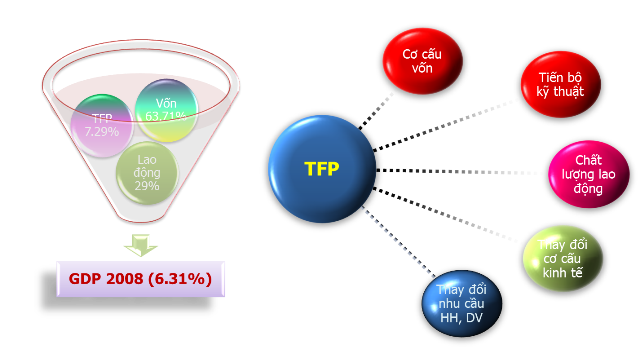 TFP
7.29%
Vốn
63.71%
Lao
động
29%
GDP 2008 (6.31%)
TFP
Cơ cấu
vốn
Tiến bộ
kỹ thuật
Chất
lượng lao
động
Thay đổi
cơ cấu
kinh tế
Thay đổi
nhu cầu
HH, DV